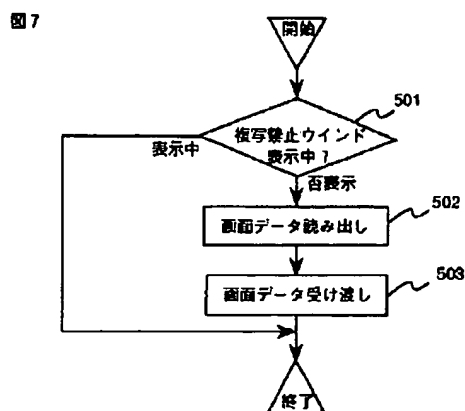 図7
開始
501
複写禁止ウインド
表示中？
表示中
否表示
502
画面データ読み出し
503
画面データ受け渡し
終了